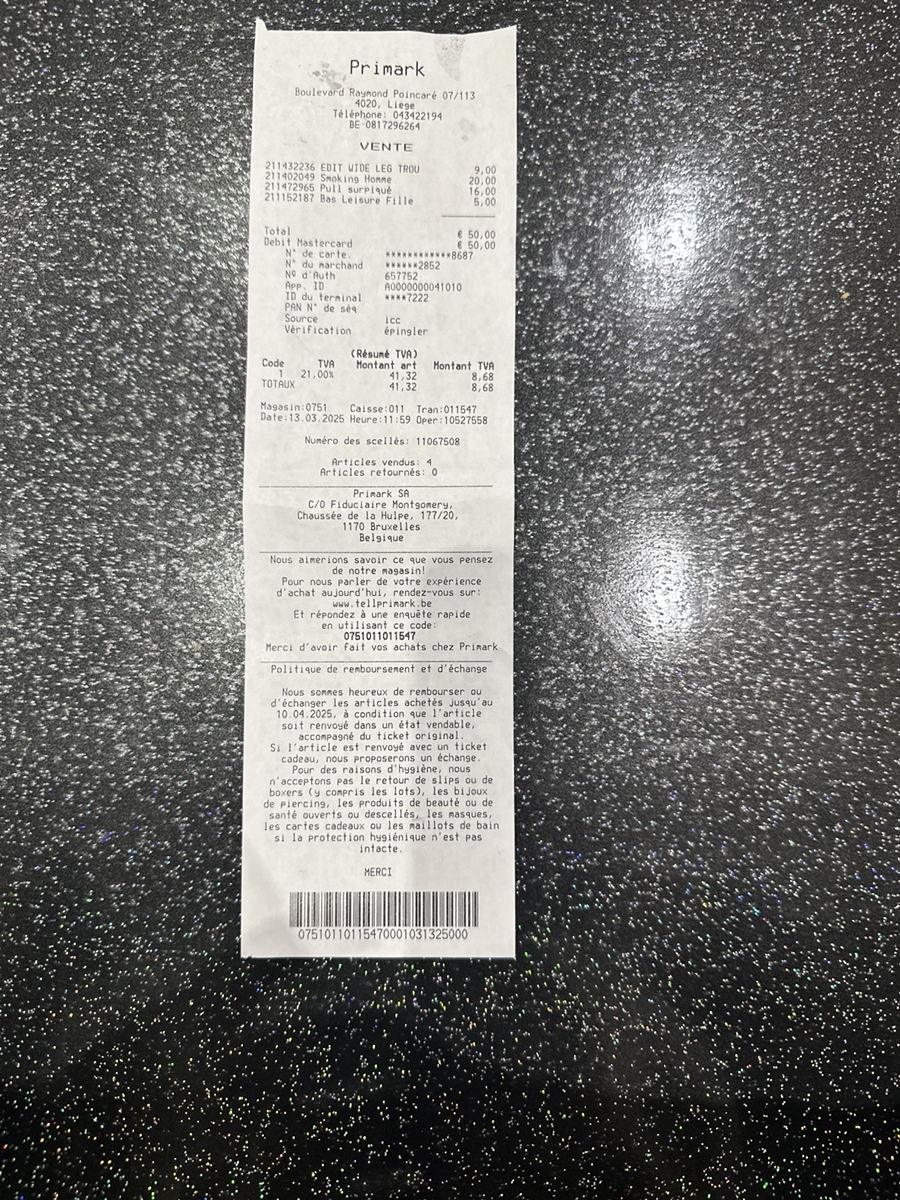 Primark
Boulevard Raymond Poincaré 07/113
4020, Liege
Téléphone: 043422194
BE 0817296264
VENTE
211432236 EDIT WIDE LEG TROU 9,00
211402049 Smoking Homme 20,00
211472965 Pull surpiqué 16,00
211152187 Bas Leisure Fille 5,00
Total € 50,00
Debit Mastercard € 50,00
N° de carte. ************8687
N° du marchand ******2852
Nº d'Auth 657752
App. ID A0000000041010
ID du terminal ****7222
PAN N° de séq
Source icc
Vérification épingler
(Résumé TVA)
Code TVA Montant art Montant TVA
1 21,00% 41,32 8,68
TOTAUX 41,32 8,68
Magasin:0751 Caisse:011 Tran:011547
Date:13.03.2025 Heure:11:59 Oper:10527558
Numéro des scellés: 11067508
Articles vendus: 4
Articles retournés: 0
Primark SA
C/O Fiduciaire Montgomery,
Chaussée de la Hulpe, 177/20,
1170 Bruxelles
Belgique
Nous aimerions savoir ce que vous pensez
de notre magasin!
Pour nous parler de votre expérience
d'achat aujourd'hui, rendez-vous sur:
www.tellprimark.be
Et répondez à une enquête rapide
en utilisant ce code:
0751011011547
Merci d'avoir fait vos achats chez Primark
Politique de remboursement et d'échange
Nous sommes heureux de rembourser ou
d'échanger les articles achetés jusqu'au
10.04.2025, à condition que l'article
soit renvoyé dans un état vendable,
accompagné du ticket original.
Si l'article est renvoyé avec un ticket
cadeau, nous proposerons un échange.
Pour des raisons d'hygiène, nous
n'acceptons pas le retour de slips ou de
boxers (y compris les lots), les bijoux
de piercing, les produits de beauté ou de
santé ouverts ou descellés, les masques,
les cartes cadeaux ou les maillots de bain
si la protection hygiénique n'est pas
intacte.
MERCI
07510110115470001031325000